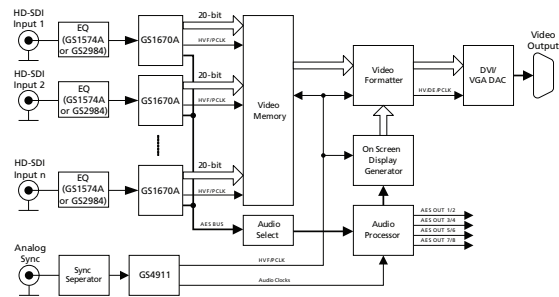 HD-SDI
Input 1
EQ
(GS1574A
or GS2984)
GS1670A
20-bit
HVF/PCLK
HD-SDI
Input 2
EQ
(GS1574A
or GS2984)
GS1670A
20-bit
HVF/PCLK
HD-SDI
Input n
EQ
(GS1574A
or GS2984)
GS1670A
20-bit
HVF/PCLK
AES BUS
Video
Memory
Audio
Select
Video
Formatter
HV/DE/PCLK
DVI/
VGA DAC
Video
Output
On Screen
Display
Generator
Audio
Processor
AES OUT 1/2
AES OUT 3/4
AES OUT 5/6
AES OUT 7/8
Analog
Sync
Sync
Seperator
GS4911
HVF/PCLK
Audio Clocks